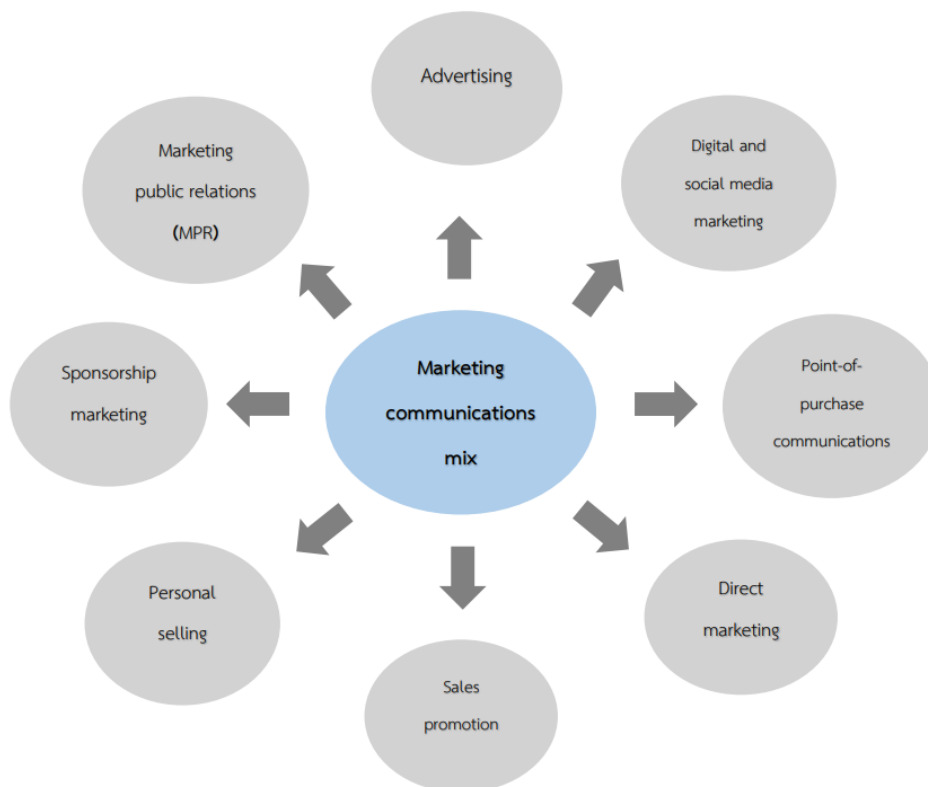 Advertising
Digital and
social media
marketing
Point-of-
purchase
communications
Direct
marketing
Sales
promotion
Personal
selling
Sponsorship
marketing
Marketing
public relations
(MPR)
Marketing
communications
mix